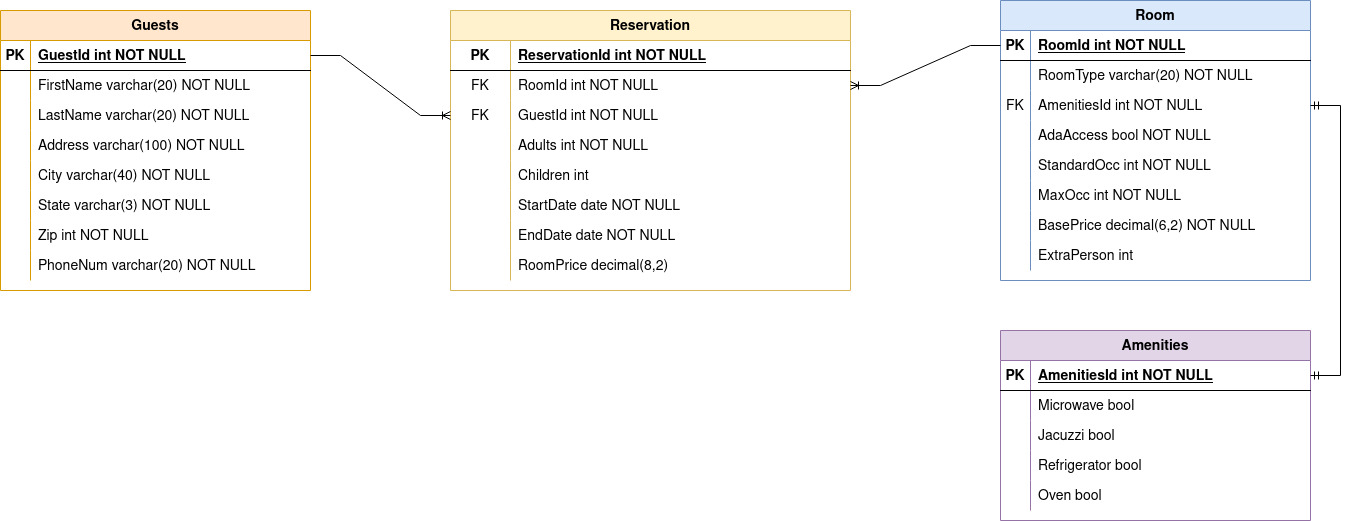 Guests
PK GuestId int NOT NULL
FirstName varchar(20) NOT NULL
LastName varchar(20) NOT NULL
Address varchar(100) NOT NULL
City varchar(40) NOT NULL
State varchar(3) NOT NULL
Zip int NOT NULL
PhoneNum varchar(20) NOT NULL
Reservation
PK ReservationId int NOT NULL
FK RoomId int NOT NULL
FK GuestId int NOT NULL
Adults int NOT NULL
Children int
StartDate date NOT NULL
EndDate date NOT NULL
RoomPrice decimal(8,2)
Room
PK RoomId int NOT NULL
RoomType varchar(20) NOT NULL
FK AmenitiesId int NOT NULL
AdaAccess bool NOT NULL
StandardOcc int NOT NULL
MaxOcc int NOT NULL
BasePrice decimal(6,2) NOT NULL
ExtraPerson int
Amenities
PK AmenitiesId int NOT NULL
Microwave bool
Jacuzzi bool
Refrigerator bool
Oven bool